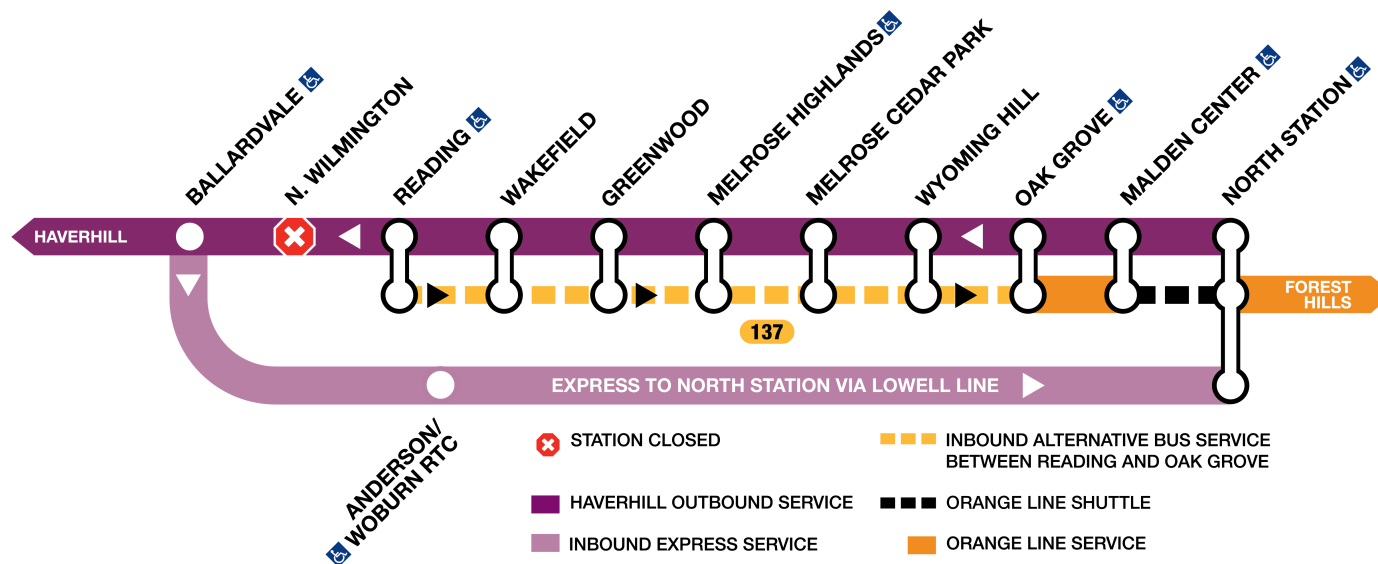 BALLARDVALE
N. WILMINGTON
READING
WAKEFIELD
GREENWOOD
MELROSE HIGHLANDS
MELROSE CEDAR PARK
WYOMING HILL
OAK GROVE
MALDEN CENTER
NORTH STATION
HAVERHILL
FOREST
HILLS
137
EXPRESS TO NORTH STATION VIA LOWELL LINE
ANDERSON/
WOBURN RTC
STATION CLOSED
HAVERHILL OUTBOUND SERVICE
INBOUND EXPRESS SERVICE
INBOUND ALTERNATIVE BUS SERVICE
BETWEEN READING AND OAK GROVE
ORANGE LINE SHUTTLE
ORANGE LINE SERVICE